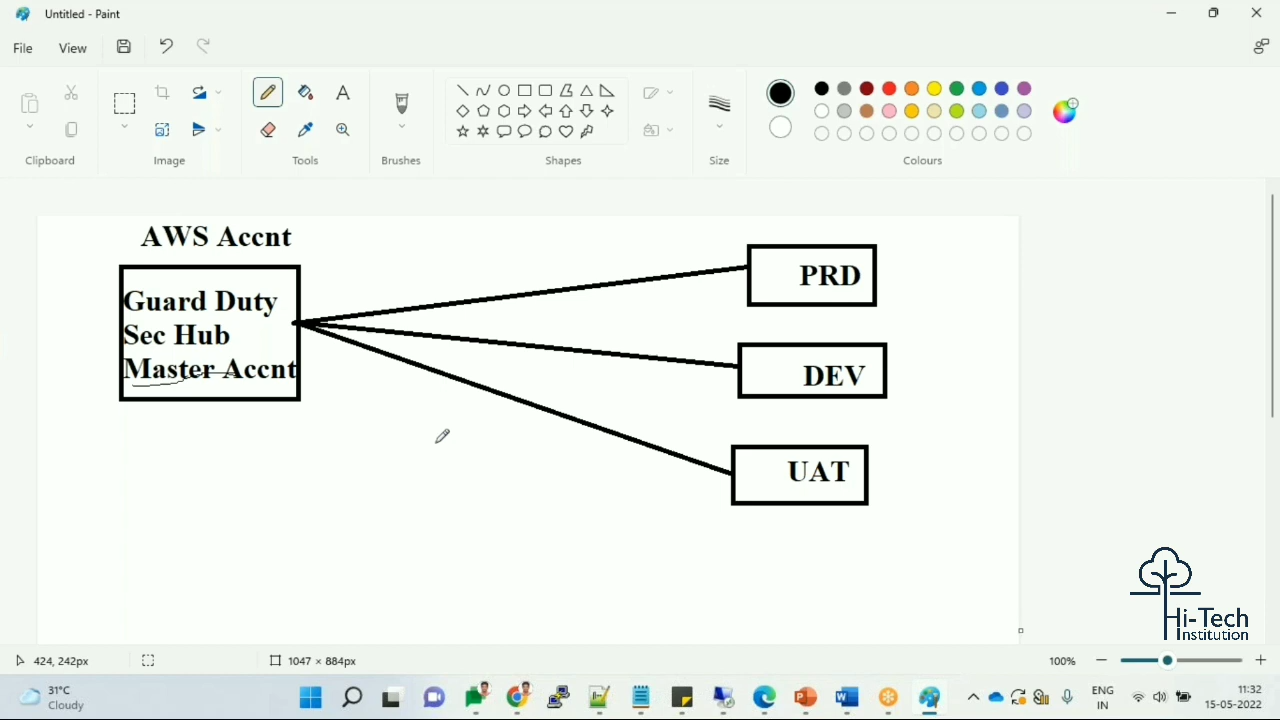 Untitled - Paint
File
View
Clipboard
Image
Tools
Brushes
Shapes
Size
Colours
AWS Accnt
Guard Duty
Sec Hub
Master Accnt
PRD
DEV
UAT
Hi-Tech
Institution
424, 242px
1047 × 884px
100%
31°C
Cloudy
ENG
IN
11:32
15-05-2022